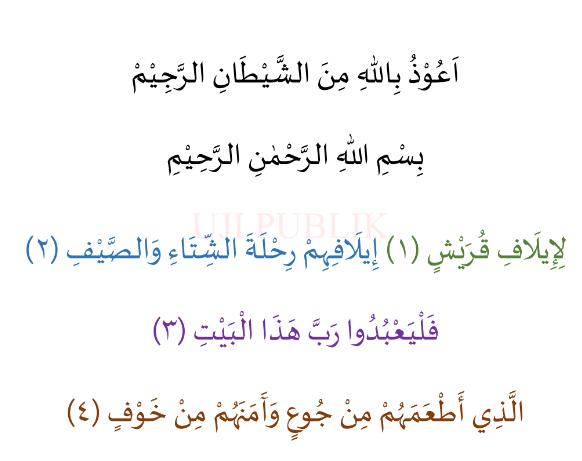 اَعُوْذُ بِاللهِ مِنَ الشَّيْطَانِ الرَّجِيْمْ
بِسْمِ اللهِ الرَّحْمٰنِ الرَّحِيْمِ
UJI PUBLIK
لِإِيلَافِ قُرَيْشٍ (١) إِيلَافِهِمْ رِحْلَةَ الشِّتَاءِ وَالصَّيْفِ (٢)
فَلْيَعْبُدُوا رَبَّ هَذَا الْبَيْتِ (٣)
الَّذِي أَطْعَمَهُمْ مِنْ جُوعٍ وَآَمَنَهُمْ مِنْ خَوْفٍ (٤)